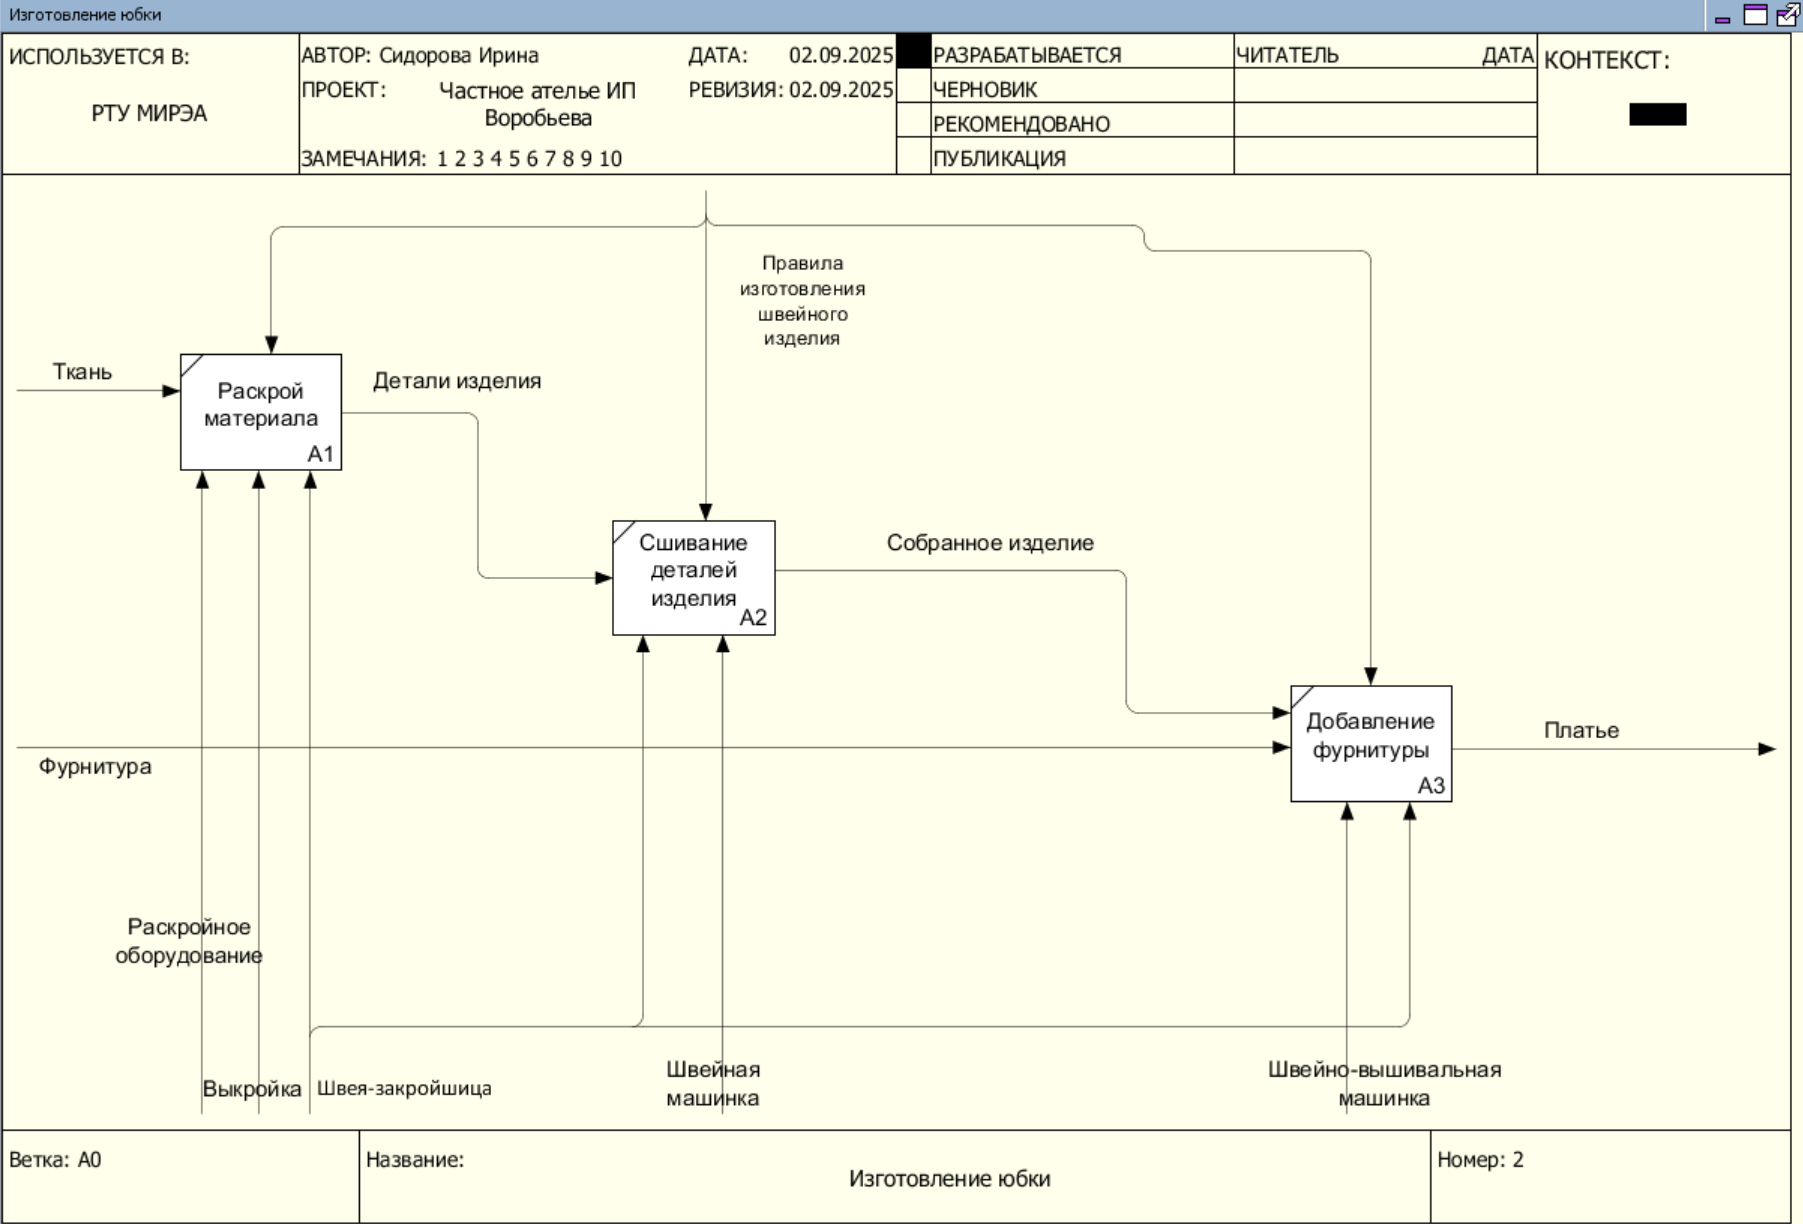 Изготовление юбки
ИСПОЛЬЗУЕТСЯ В:
РТУ МИРЭА
АВТОР: Сидорова Ирина
ДАТА: 02.09.2025
ПРОЕКТ: Частное ателье ИП
Воробьева
РЕВИЗИЯ: 02.09.2025
ЗАМЕЧАНИЯ: 1 2 3 4 5 6 7 8 9 10
РАЗРАБАТЫВАЕТСЯ
ЧЕРНОВИК
РЕКОМЕНДОВАНО
ПУБЛИКАЦИЯ
ЧИТАТЕЛЬ
ДАТА
КОНТЕКСТ:
Правила
изготовления
швейного
изделия
Ткань
Раскрой
материала
A1
Детали изделия
Сшивание
деталей
изделия
A2
Собранное изделие
Добавление
фурнитуры
A3
Платье
Фурнитура
Раскройное
оборудование
Выкройка
Швея-закройшица
Швейная
машинка
Швейно-вышивальная
машинка
Ветка: A0
Название:
Изготовление юбки
Номер: 2